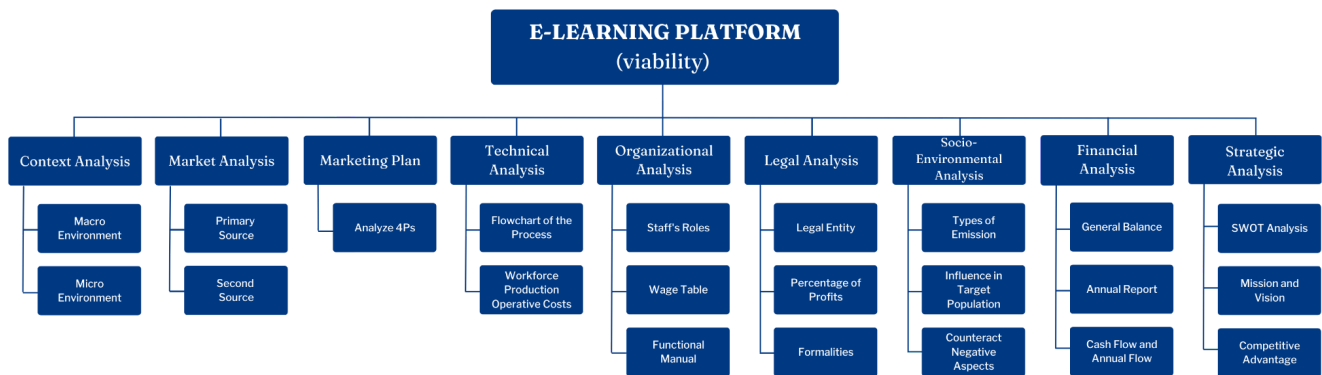 E-LEARNING PLATFORM
(viability)
Context Analysis
Macro
Environment
Micro
Environment
Market Analysis
Primary
Source
Second
Source
Marketing Plan
Analyze 4Ps
Technical
Analysis
Flowchart of the
Process
Workforce
Production
Operative Costs
Organizational
Analysis
Staff's Roles
Wage Table
Functional
Manual
Legal Analysis
Legal Entity
Percentage of
Profits
Formalities
Socio-
Environmental
Analysis
Types of
Emission
Influence in
Target
Population
Counteract
Negative
Aspects
Financial
Analysis
General Balance
Annual Report
Cash Flow and
Annual Flow
Strategic
Analysis
SWOT Analysis
Mission and
Vision
Competitive
Advantage